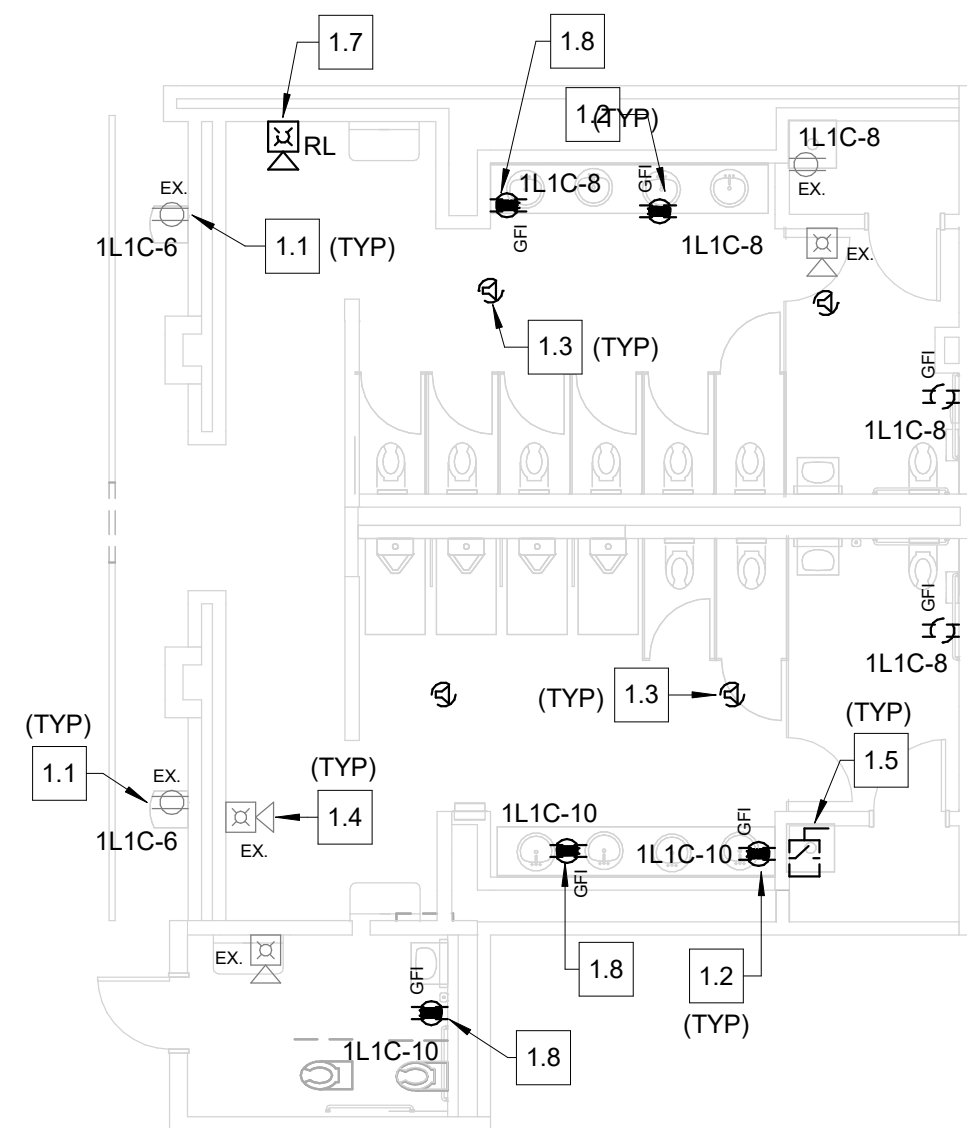 1.7
1.8
1.2
(TYP)
RL
1L1C-8
EX.
EX.
1L1C-8
GFI
1L1C-6
1.1
(TYP)
GFI
1L1C-8
EX.
1.3
(TYP)
GFI
1L1C-8
GFI
1L1C-8
(TYP)
1.3
(TYP)
1.1
EX.
1L1C-6
(TYP)
1.4
EX.
(TYP)
1.5
1L1C-10
GFI
1L1C-10
GFI
EX.
GFI
1.8
1.2
(TYP)
1L1C-10
1.8